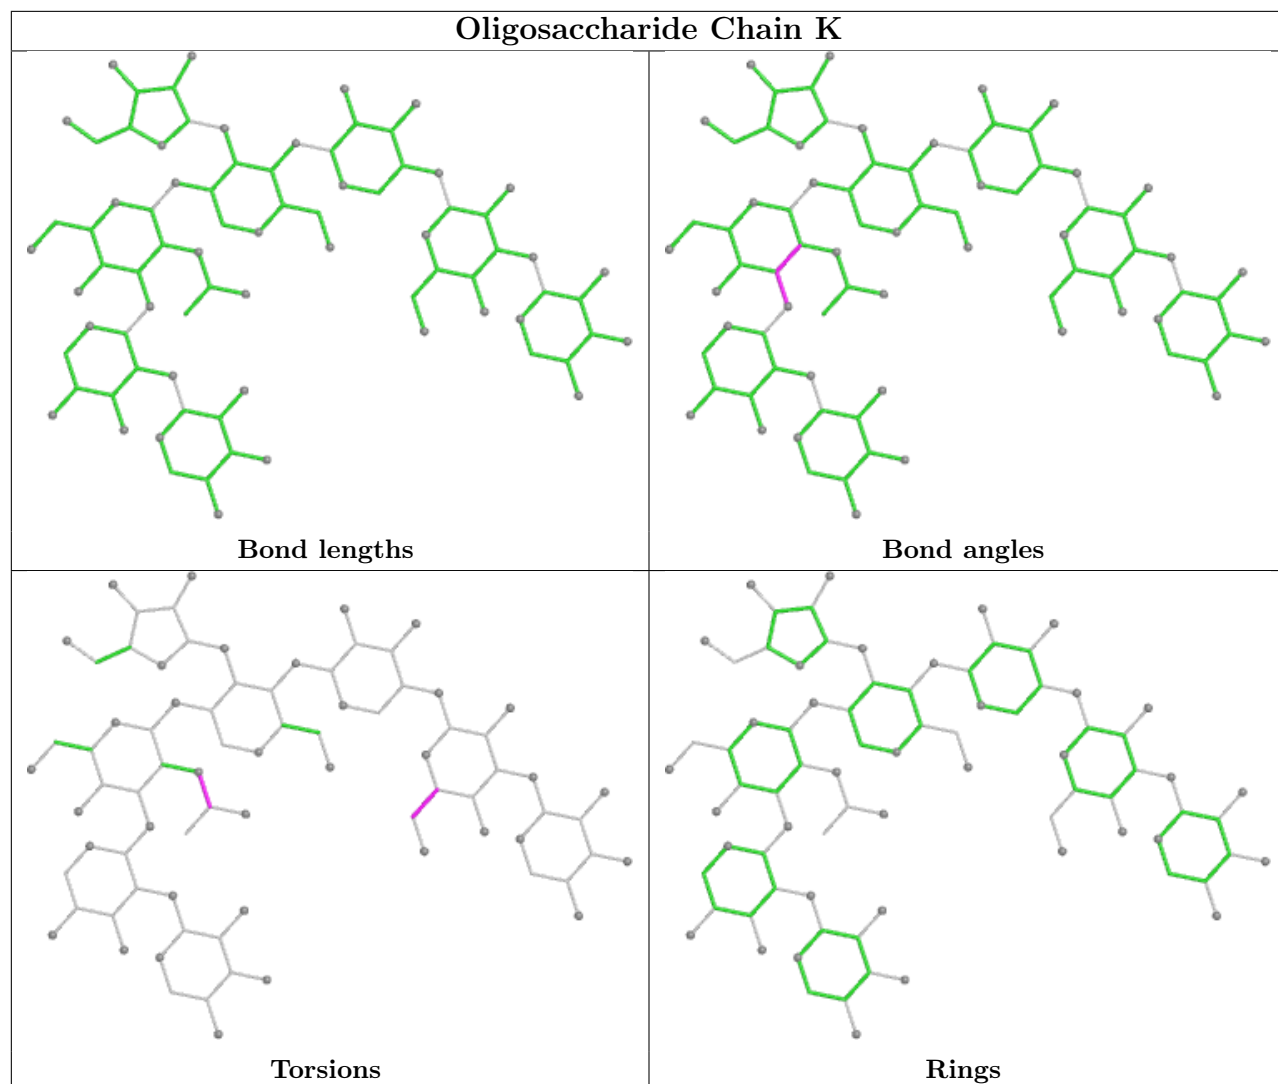 Oligosaccharide Chain K
Bond lengths
Bond angles
Torsions
Rings